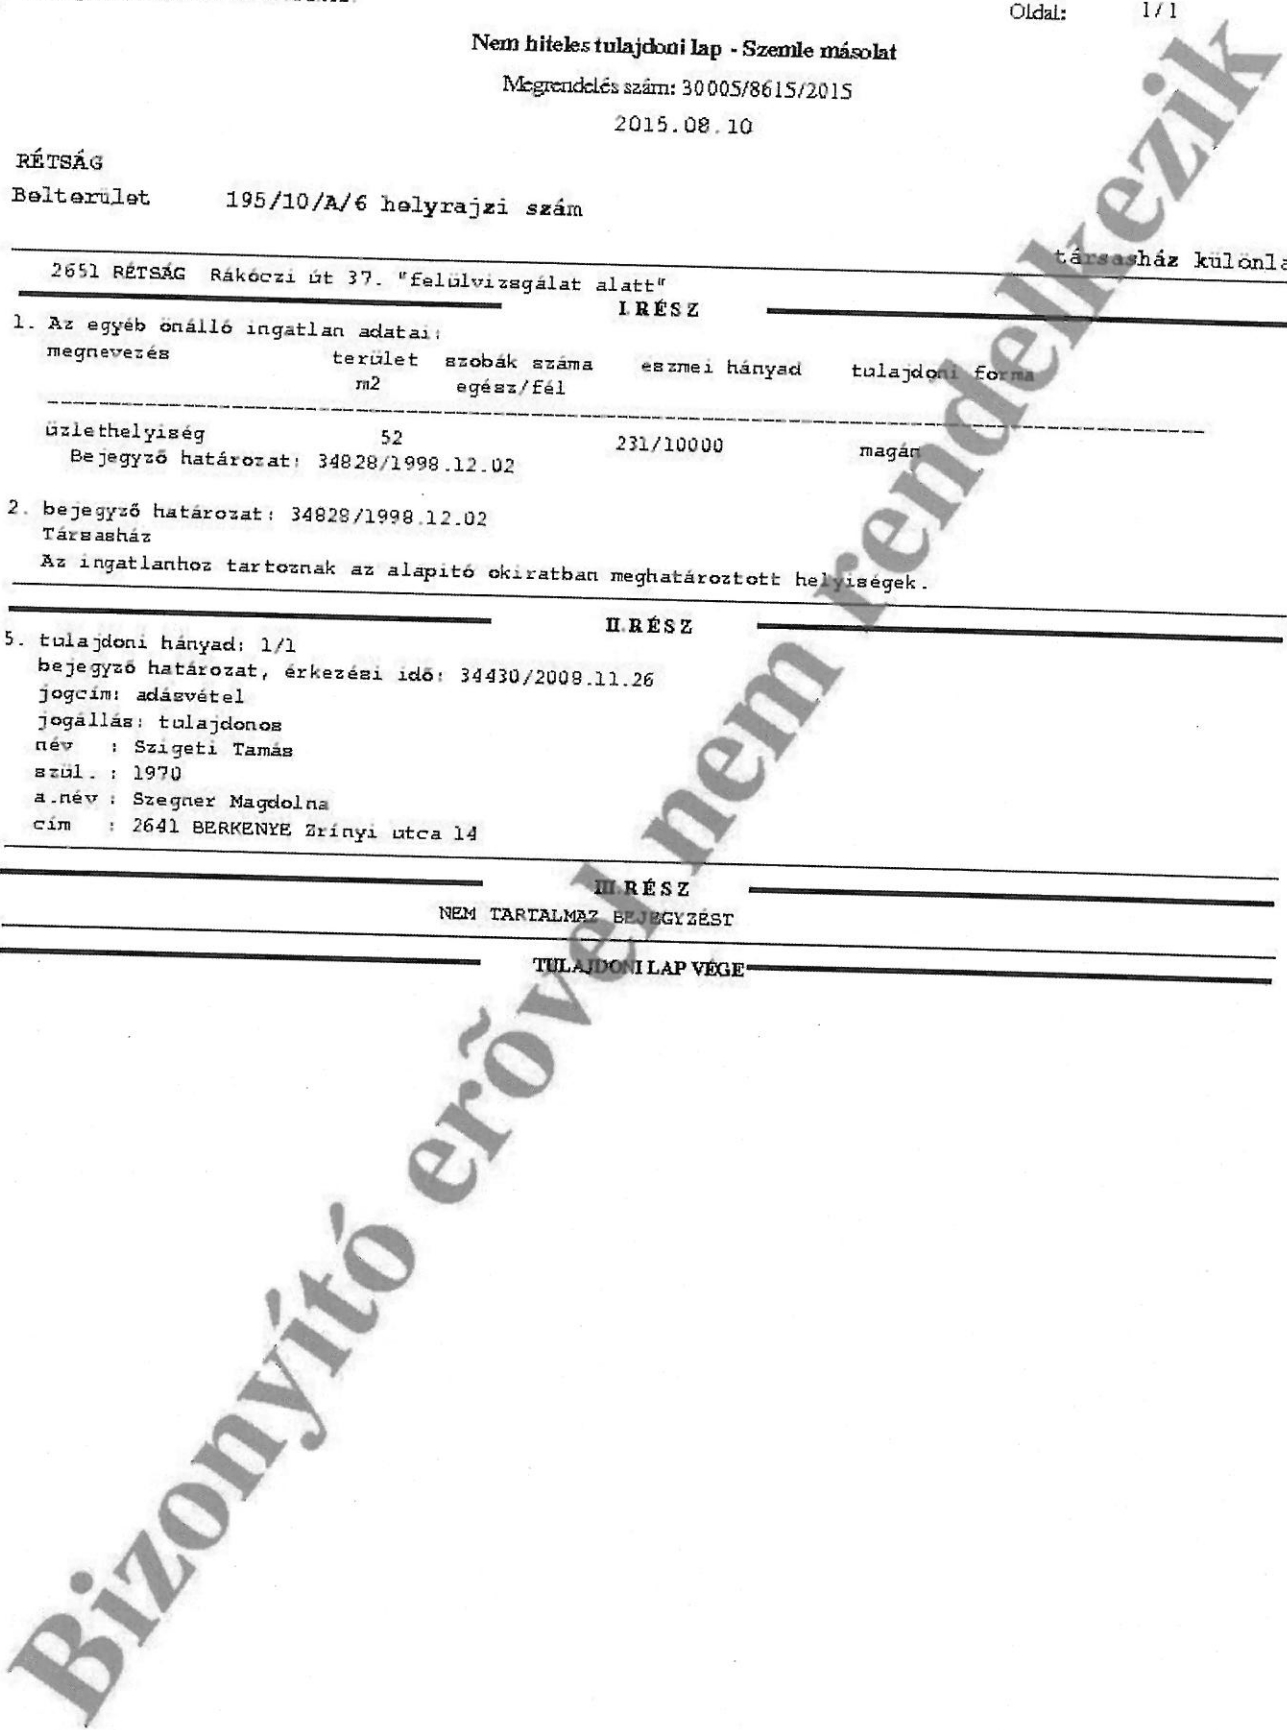 Oldal: 1/1
Nem hiteles tulajdoni lap - Szemle másolat
Megrendelés szám: 30005/8615/2015
2015.08.10
RÉTSÁG
Belterület 195/10/A/6 helyrajzi szám
társasház különla
2651 RÉTSÁG Rákóczi út 37. "felülvizsgálat alatt"
I.RÉSZ
1. Az egyéb önálló ingatlan adatai:
megnevezés terület szobák száma eszmei hányad tulajdoni forma
m2 egész/fél
üzlethelyiség 52 231/10000 magán
Bejegyző határozat: 34828/1998.12.02
2. bejegyző határozat: 34828/1998.12.02
Társasház
Az ingatlanhoz tartoznak az alapító okiratban meghatároztott helyiségek.
II.RÉSZ
5. tulajdoni hányad: 1/1
bejegyző határozat, érkezési idő: 34430/2008.11.26
jogcím: adásvétel
jogállás: tulajdonos
név : Szigeti Tamás
szül. : 1970
a.név : Szegner Magdolna
cím : 2641 BERKENYE Zrínyi utca 14
III.RÉSZ
NEM TARTALMAZ BEJEGYZÉST
TULAJDONI LAP VÉGE
Bizonyító erõvel nem rendelkezik